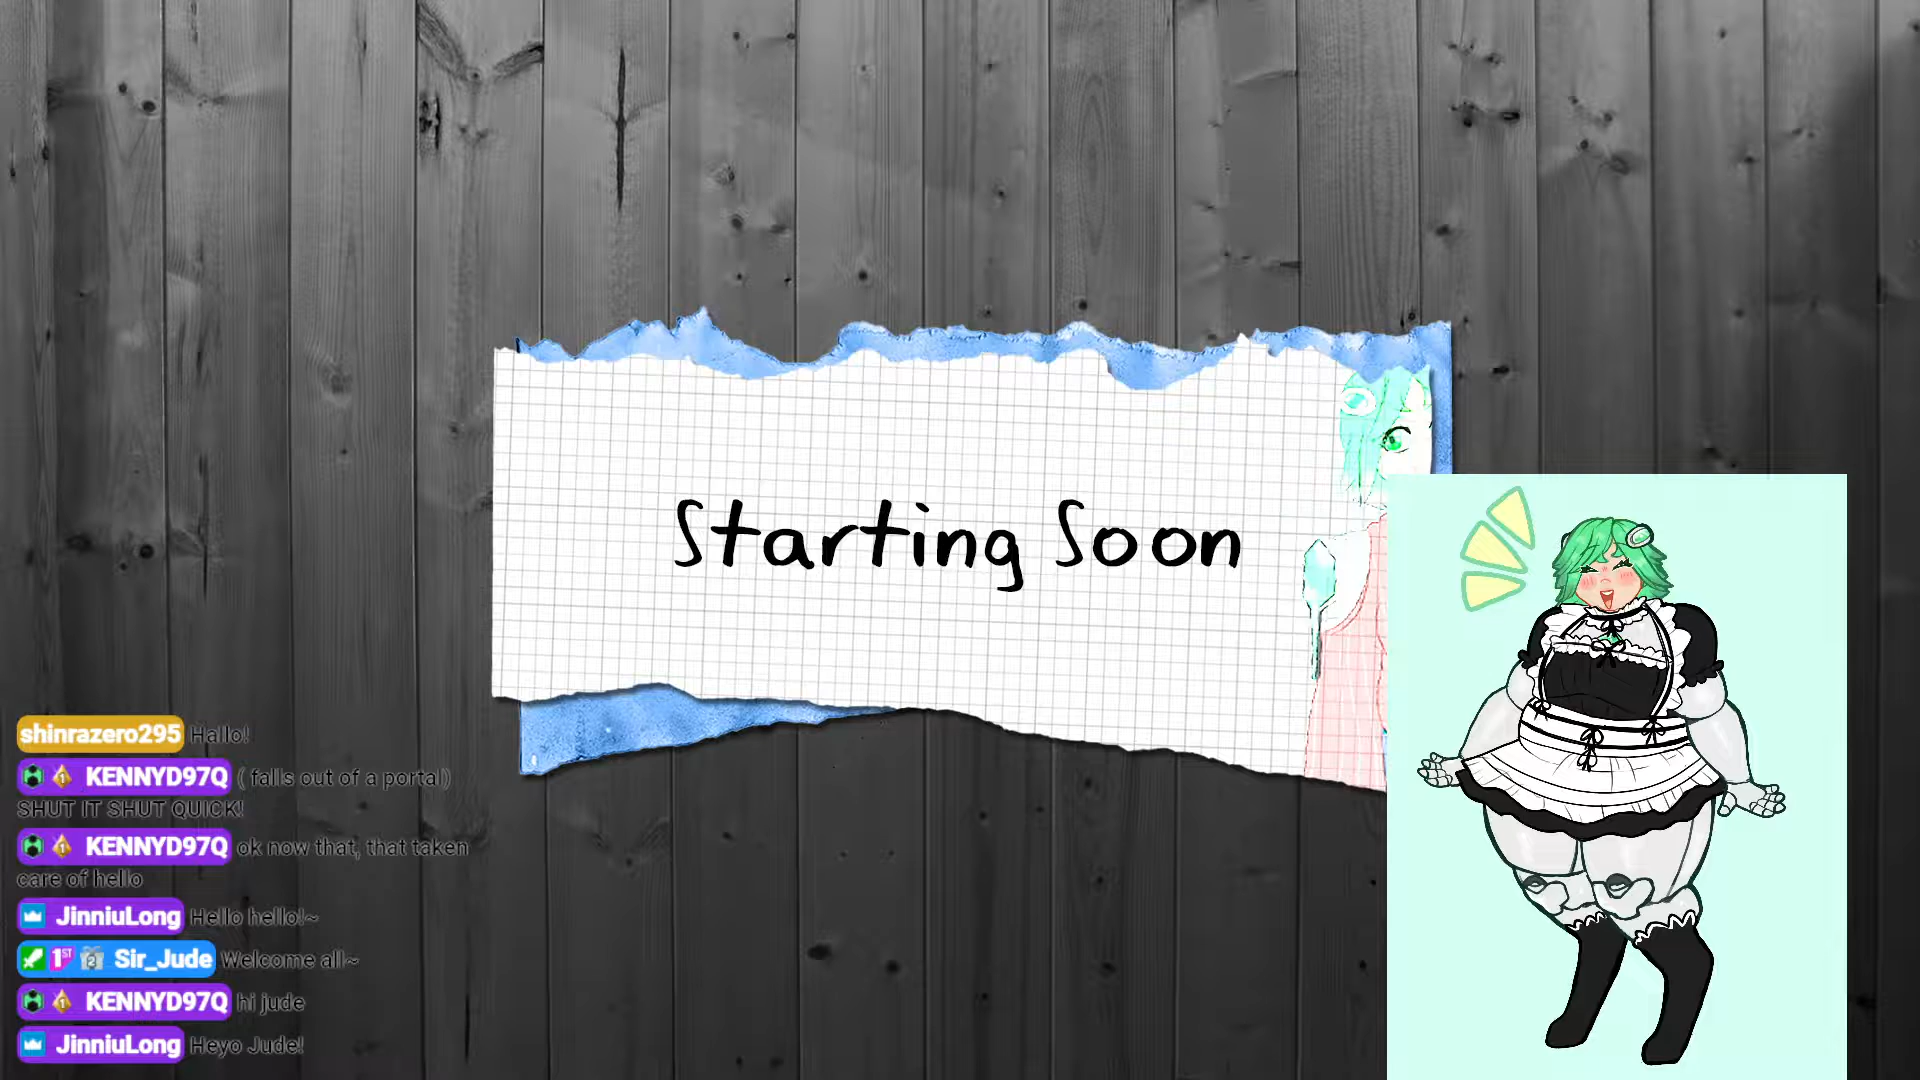 Starting Soon
shinrazero295 Hallo!
KENNYD97Q ( falls out of a portal)
SHUT IT SHUT QUICK!
KENNYD97Q ok now that, that taken
care of hello
JinniuLong Hello hello!~
1ST 2 Sir_Jude Welcome all~
KENNYD97Q hi jude
JinniuLong Heyo Jude!